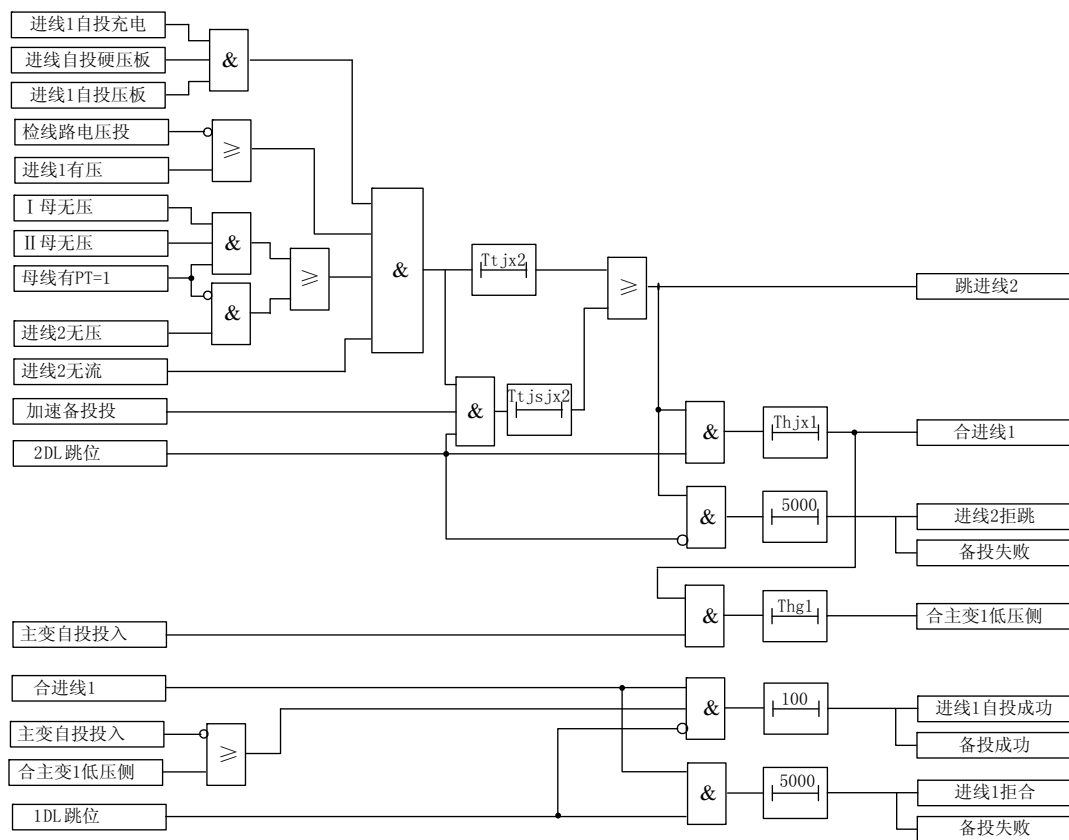 进线1自投充电
进线自投硬压板
&
进线1自投压板
检线路电压投
≥
进线1有压
Ⅰ母无压
&
Ⅱ母无压
母线有PT=1
≥
&
Ttjx2
≥
跳进线2
&
进线2无压
进线2无流
加速备投投
&
Ttjsjx2
2DL跳位
&
Thjx1
合进线1
&
5000
进线2拒跳
备投失败
主变自投投入
&
Thg1
合主变1低压侧
合进线1
&
100
进线1自投成功
主变自投投入
≥
备投成功
合主变1低压侧
&
5000
进线1拒合
1DL跳位
备投失败